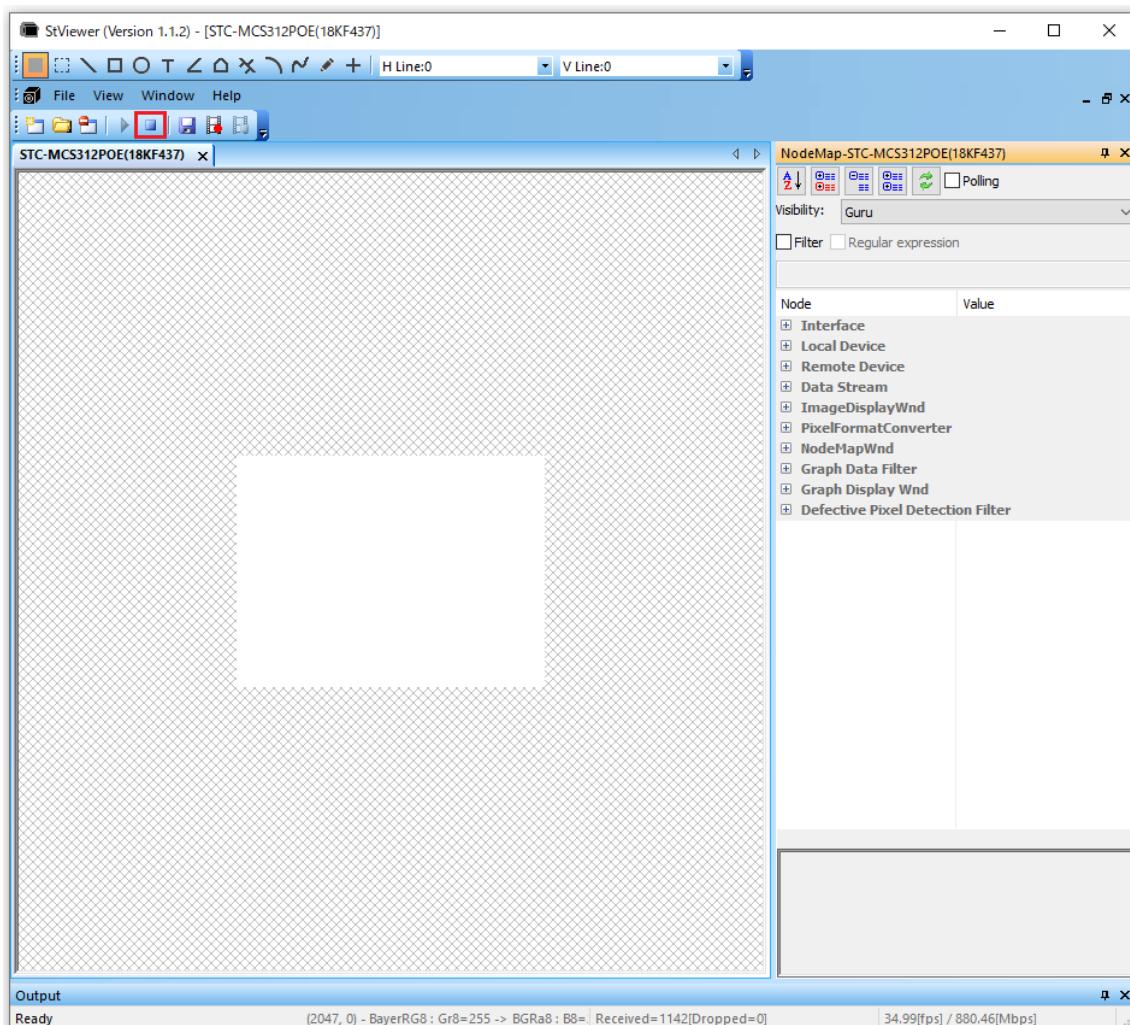 StViewer (Version 1.1.2) - [STC-MCS312POE(18KF437)]
H Line:0 V Line:0
File View Window Help
STC-MCS312POE(18KF437)
NodeMap-STC-MCS312POE(18KF437)
Polling
Visibility: Guru
Filter Regular expression
Node Value
Interface
Local Device
Remote Device
Data Stream
ImageDisplayWnd
PixelFormatConverter
NodeMapWnd
Graph Data Filter
Graph Display Wnd
Defective Pixel Detection Filter
Output
Ready (2047, 0) - BayerRG8 : Gr8=255 -> BGRa8 : B8= Received=1142[Dropped=0] 34.99[fps] / 880.46[Mbps]